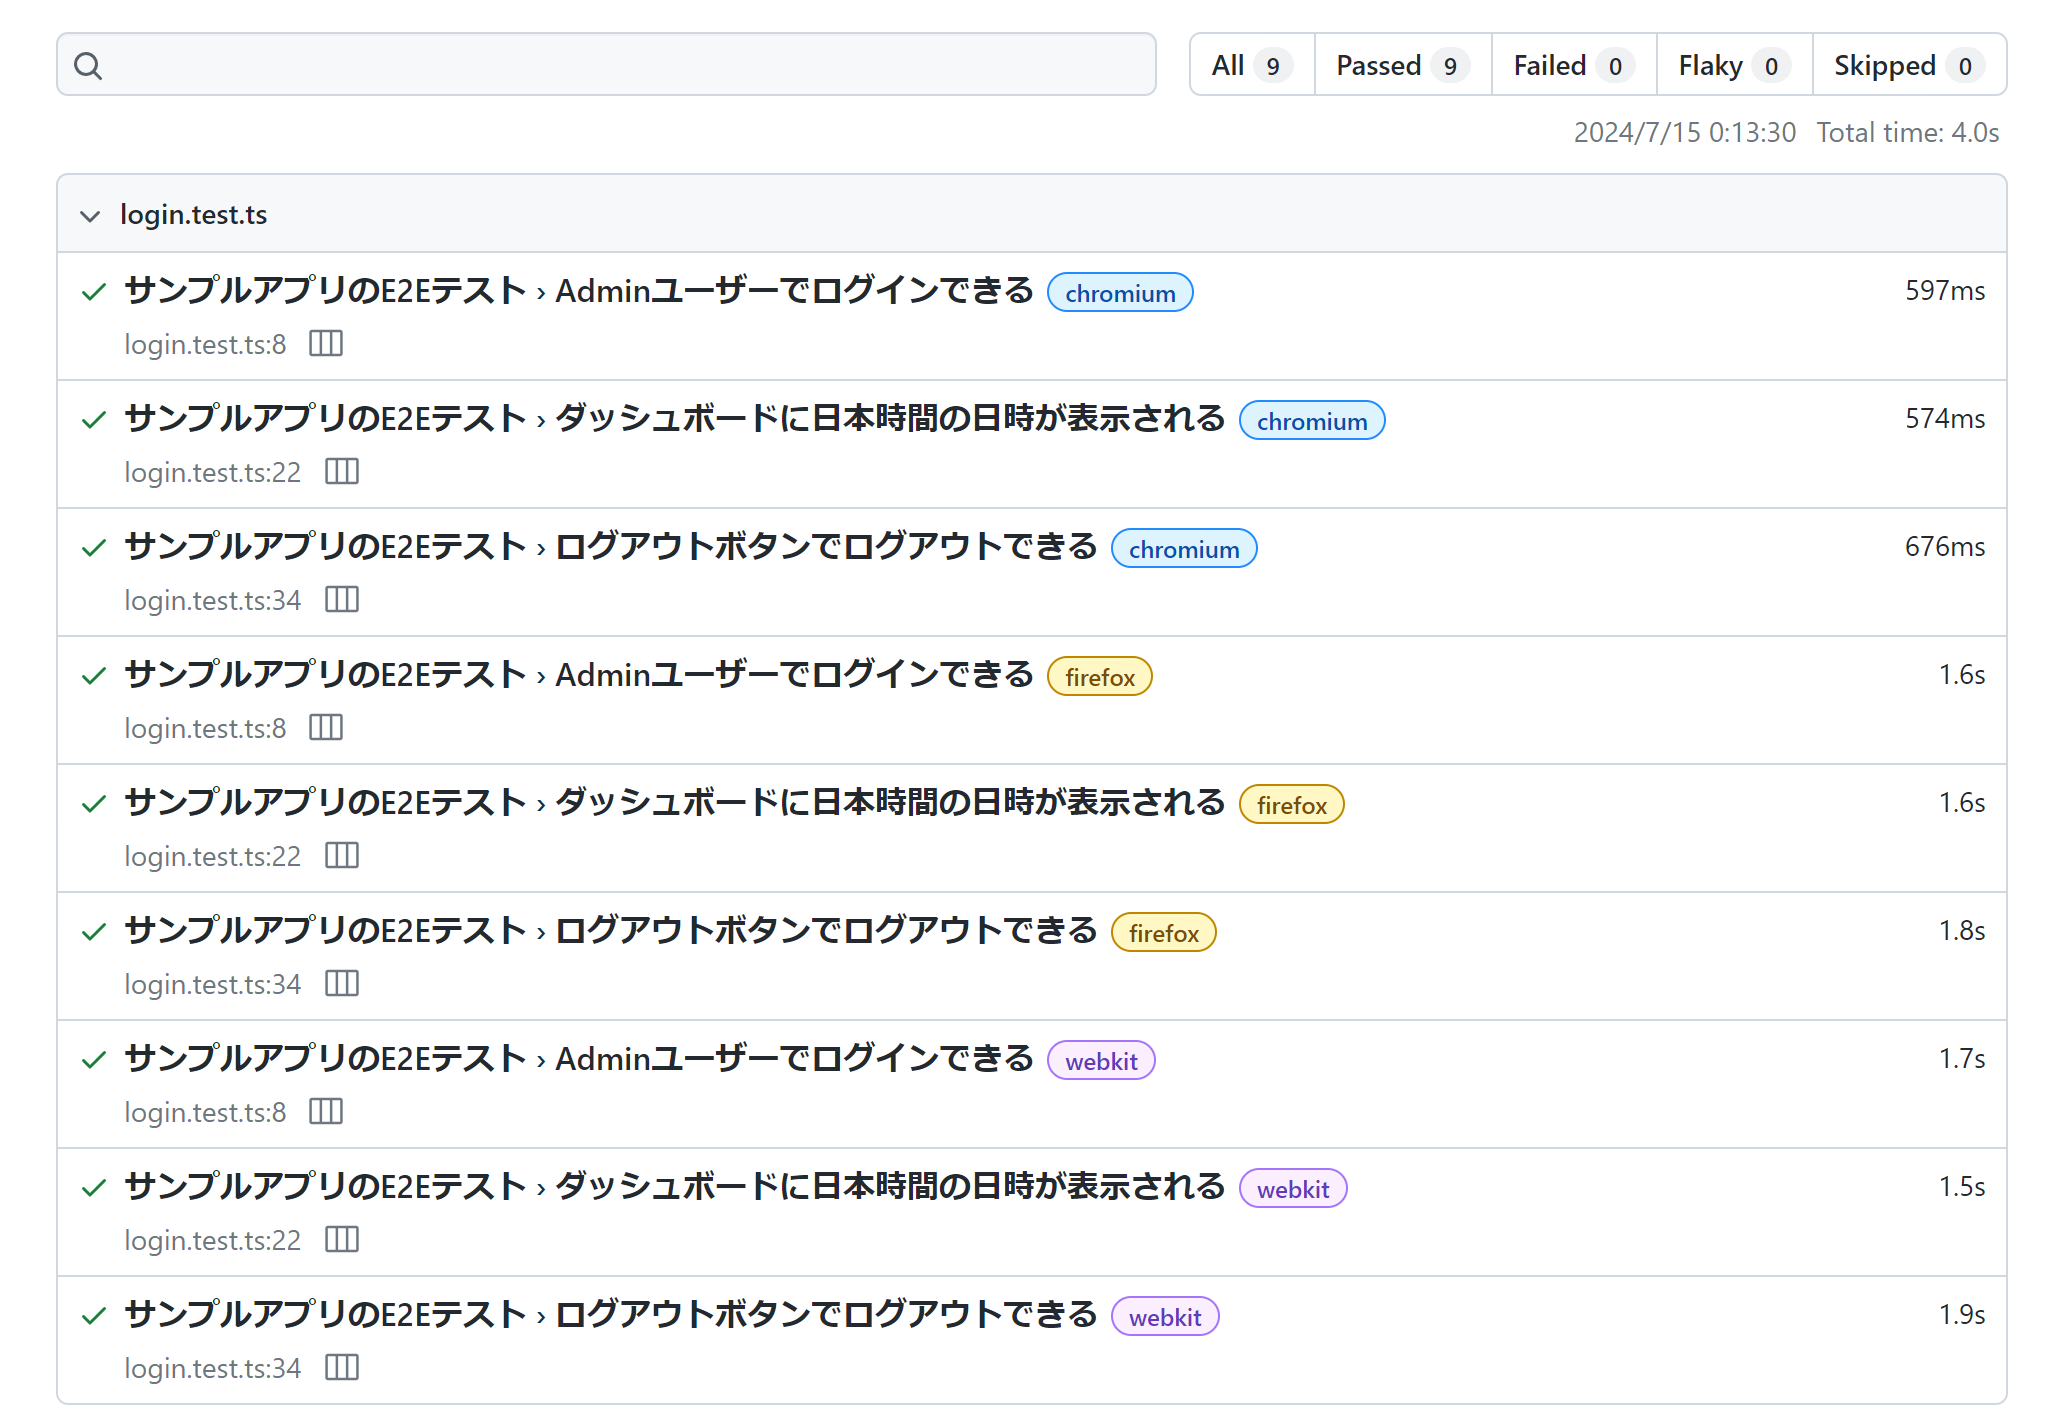 All 9 Passed 9 Failed 0 Flaky 0 Skipped 0
2024/7/15 0:13:30 Total time: 4.0s
login.test.ts
サンプルアプリのE2Eテスト › Adminユーザーでログインできる chromium 597ms
login.test.ts:8
サンプルアプリのE2Eテスト › ダッシュボードに日本時間の日時が表示される chromium 574ms
login.test.ts:22
サンプルアプリのE2Eテスト › ログアウトボタンでログアウトできる chromium 676ms
login.test.ts:34
サンプルアプリのE2Eテスト › Adminユーザーでログインできる firefox 1.6s
login.test.ts:8
サンプルアプリのE2Eテスト › ダッシュボードに日本時間の日時が表示される firefox 1.6s
login.test.ts:22
サンプルアプリのE2Eテスト › ログアウトボタンでログアウトできる firefox 1.8s
login.test.ts:34
サンプルアプリのE2Eテスト › Adminユーザーでログインできる webkit 1.7s
login.test.ts:8
サンプルアプリのE2Eテスト › ダッシュボードに日本時間の日時が表示される webkit 1.5s
login.test.ts:22
サンプルアプリのE2Eテスト › ログアウトボタンでログアウトできる webkit 1.9s
login.test.ts:34